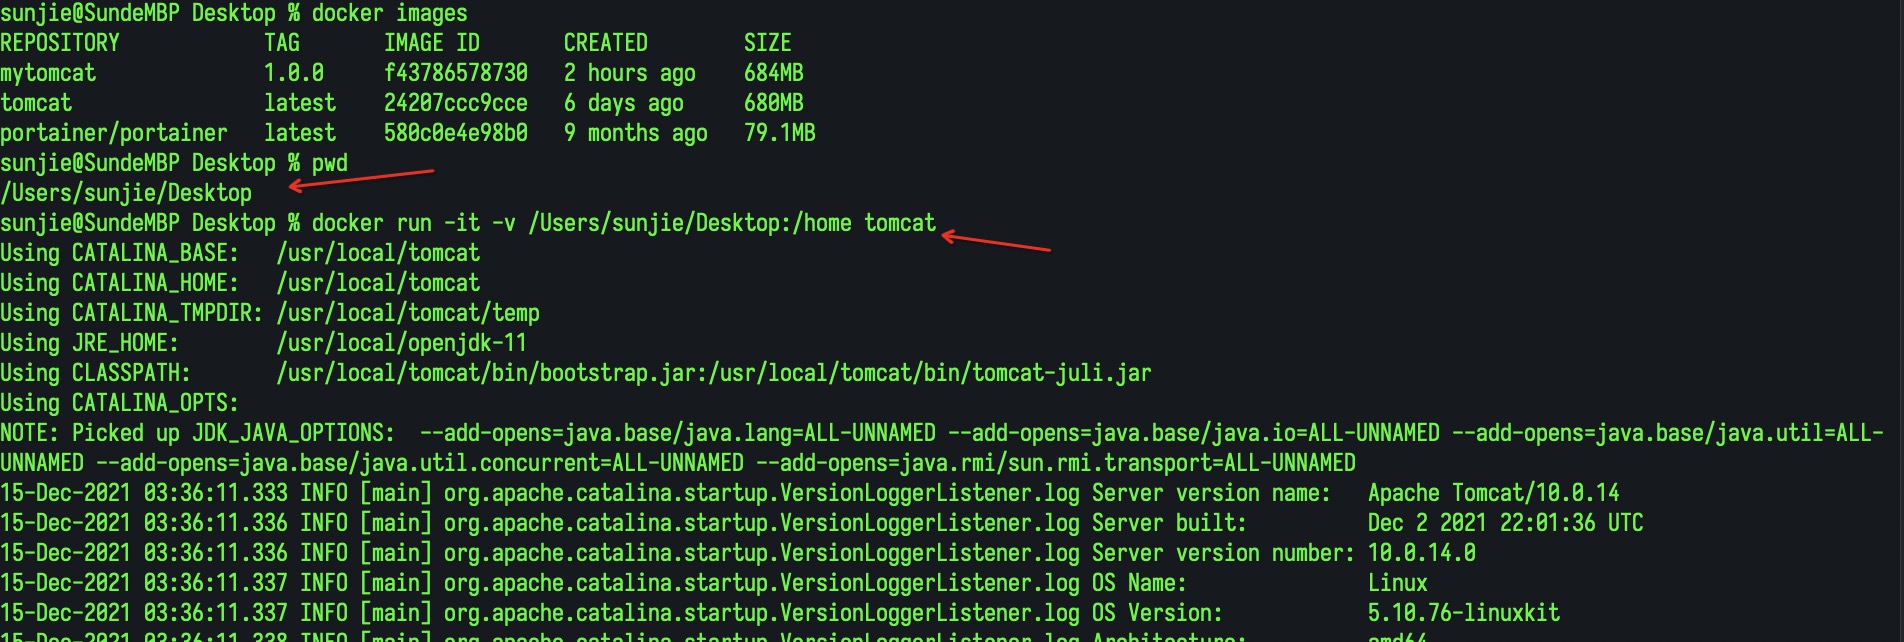 sunjie@SundeMBP Desktop % docker images
REPOSITORY            TAG       IMAGE ID       CREATED        SIZE
mytomcat              1.0.0     f43786578730   2 hours ago    684MB
tomcat                latest    24207ccc9cce   6 days ago     680MB
portainer/portainer   latest    580c0e4e98b0   9 months ago   79.1MB
sunjie@SundeMBP Desktop % pwd
/Users/sunjie/Desktop
sunjie@SundeMBP Desktop % docker run -it -v /Users/sunjie/Desktop:/home tomcat
Using CATALINA_BASE:   /usr/local/tomcat
Using CATALINA_HOME:   /usr/local/tomcat
Using CATALINA_TMPDIR: /usr/local/tomcat/temp
Using JRE_HOME:        /usr/local/openjdk-11
Using CLASSPATH:       /usr/local/tomcat/bin/bootstrap.jar:/usr/local/tomcat/bin/tomcat-juli.jar
Using CATALINA_OPTS:
NOTE: Picked up JDK_JAVA_OPTIONS:  --add-opens=java.base/java.lang=ALL-UNNAMED --add-opens=java.base/java.io=ALL-UNNAMED --add-opens=java.base/java.util=ALL-
UNNAMED --add-opens=java.base/java.util.concurrent=ALL-UNNAMED --add-opens=java.rmi/sun.rmi.transport=ALL-UNNAMED
15-Dec-2021 03:36:11.333 INFO [main] org.apache.catalina.startup.VersionLoggerListener.log Server version name:   Apache Tomcat/10.0.14
15-Dec-2021 03:36:11.336 INFO [main] org.apache.catalina.startup.VersionLoggerListener.log Server built:          Dec 2 2021 22:01:36 UTC
15-Dec-2021 03:36:11.336 INFO [main] org.apache.catalina.startup.VersionLoggerListener.log Server version number: 10.0.14.0
15-Dec-2021 03:36:11.337 INFO [main] org.apache.catalina.startup.VersionLoggerListener.log OS Name:               Linux
15-Dec-2021 03:36:11.337 INFO [main] org.apache.catalina.startup.VersionLoggerListener.log OS Version:            5.10.76-linuxkit
15-Dec-2021 03:36:11.338 INFO [main] org.apache.catalina.startup.VersionLoggerListener.log Architecture:          amd64